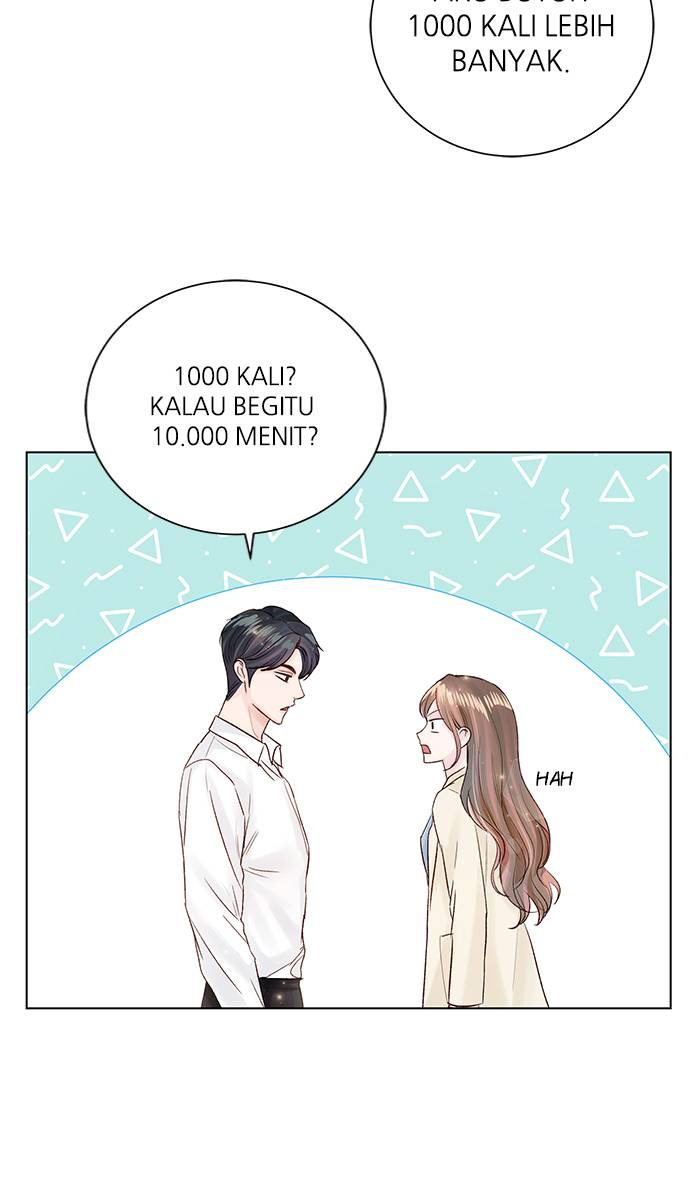 1000 KALI LEBIH
BANYAK.
1000 KALI?
KALAU BEGITU
10.000 MENIT?
HAH